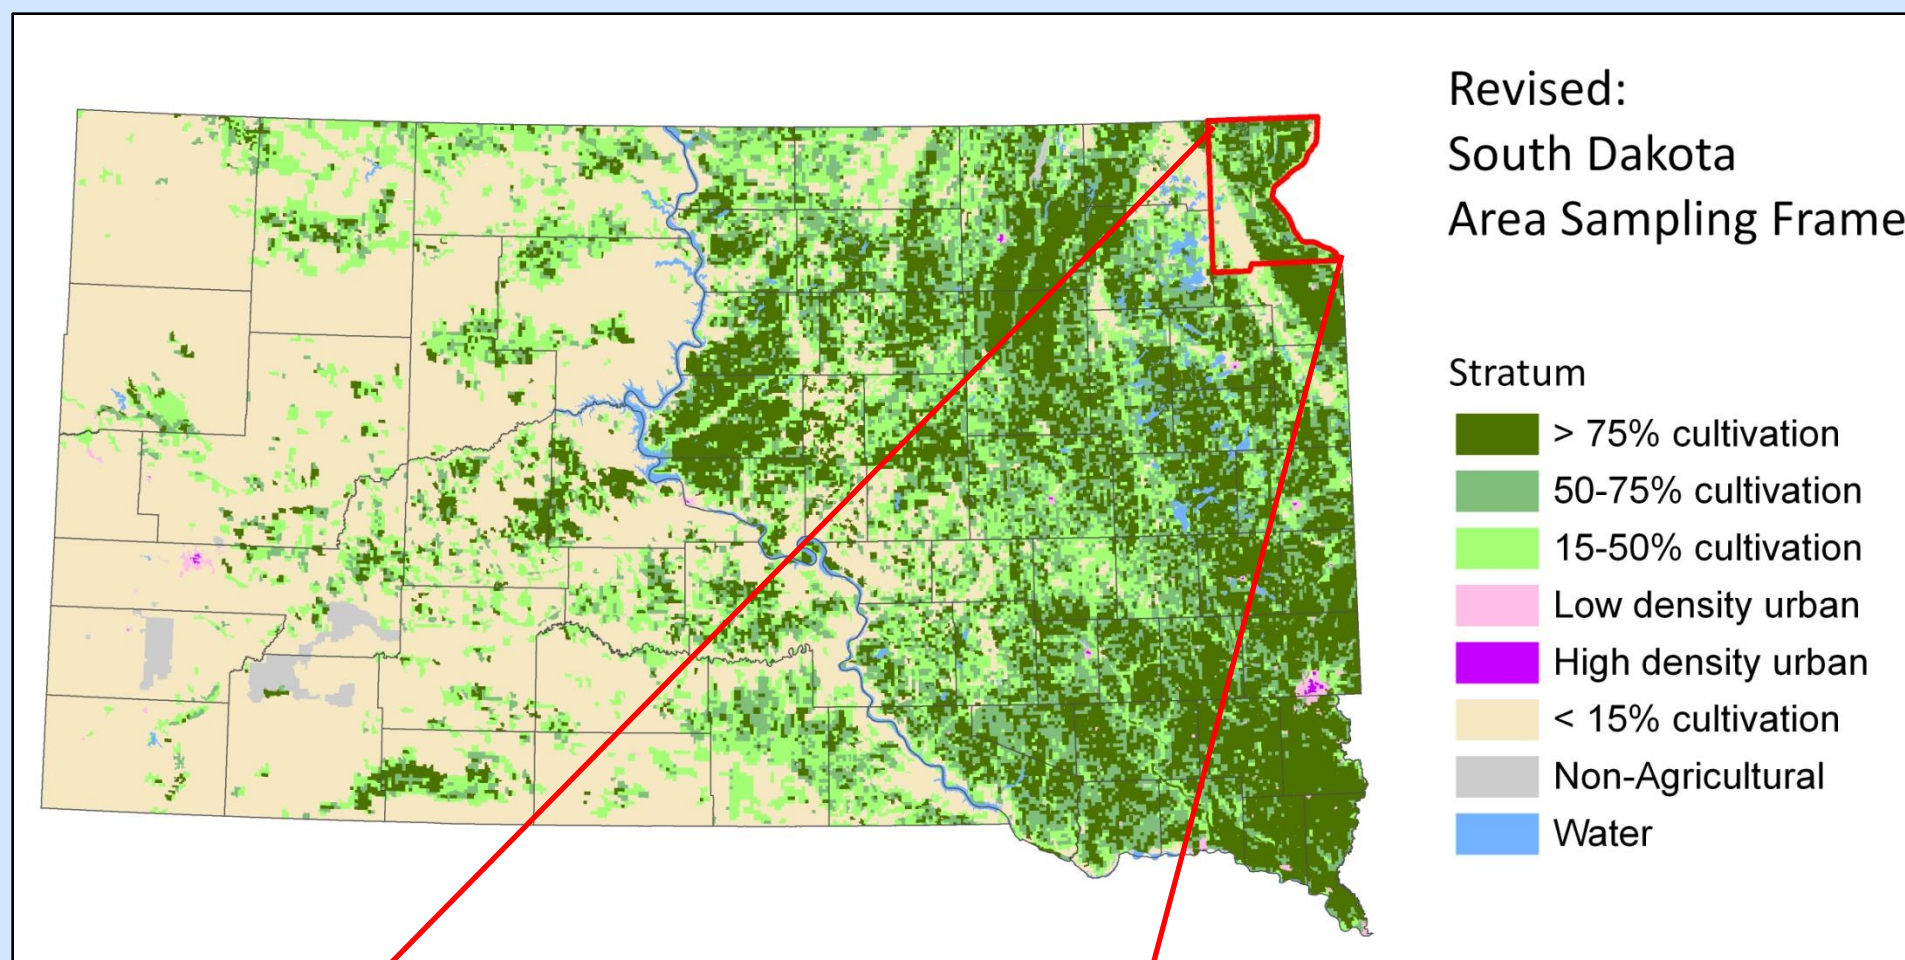 Revised:
South Dakota
Area Sampling Frame
Stratum
> 75% cultivation
50-75% cultivation
15-50% cultivation
Low density urban
High density urban
< 15% cultivation
Non-Agricultural
Water